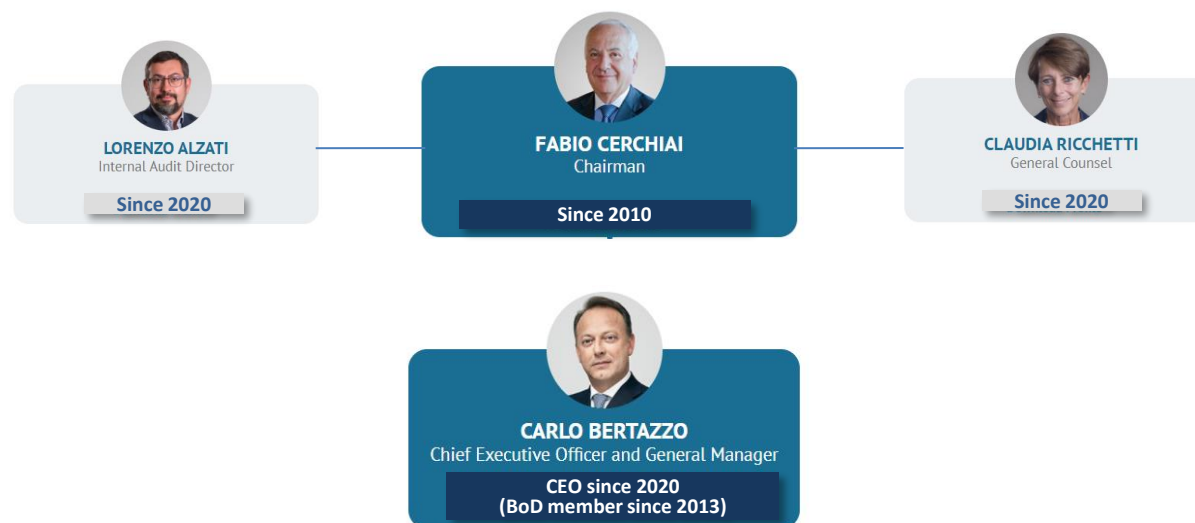 LORENZO ALZATI
Internal Audit Director
Since 2020
FABIO CERCHIAI
Chairman
Since 2010
CLAUDIA RICCHETTI
General Counsel
Since 2020
CARLO BERTAZZO
Chief Executive Officer and General Manager
CEO since 2020
(BoD member since 2013)